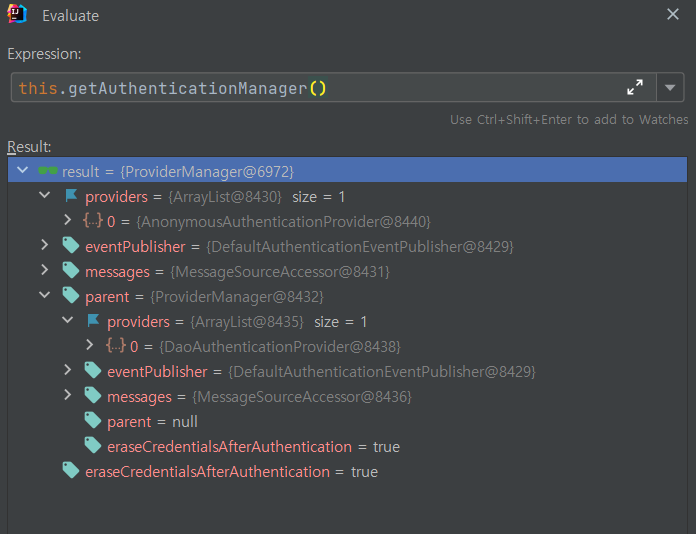 Evaluate
Expression:
this.getAuthenticationManager()
Use Ctrl+Shift+Enter to add to Watches
Result:
result = {ProviderManager@6972}
providers = {ArrayList@8430} size = 1
{...} 0 = {AnonymousAuthenticationProvider@8440}
eventPublisher = {DefaultAuthenticationEventPublisher@8429}
messages = {MessageSourceAccessor@8431}
parent = {ProviderManager@8432}
providers = {ArrayList@8435} size = 1
{...} 0 = {DaoAuthenticationProvider@8438}
eventPublisher = {DefaultAuthenticationEventPublisher@8429}
messages = {MessageSourceAccessor@8436}
parent = null
eraseCredentialsAfterAuthentication = true
eraseCredentialsAfterAuthentication = true